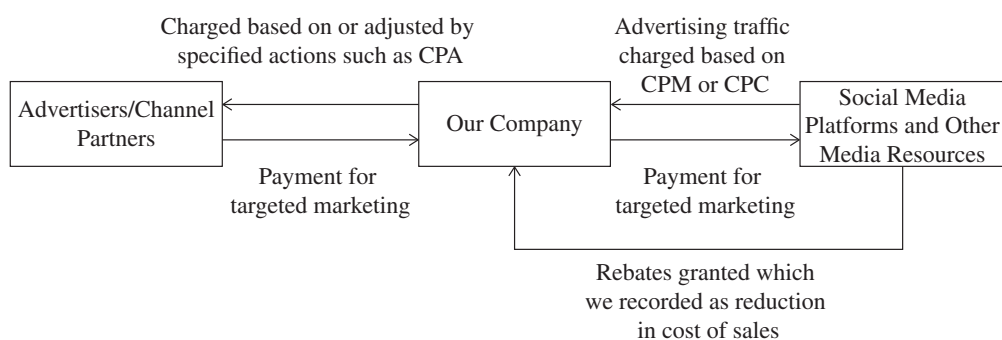 Charged based on or adjusted by
specified actions such as CPA
Advertising traffic
charged based on
CPM or CPC
Advertisers/Channel
Partners
Our Company
Social Media
Platforms and Other
Media Resources
Payment for
targeted marketing
Payment for
targeted marketing
Rebates granted which
we recorded as reduction
in cost of sales